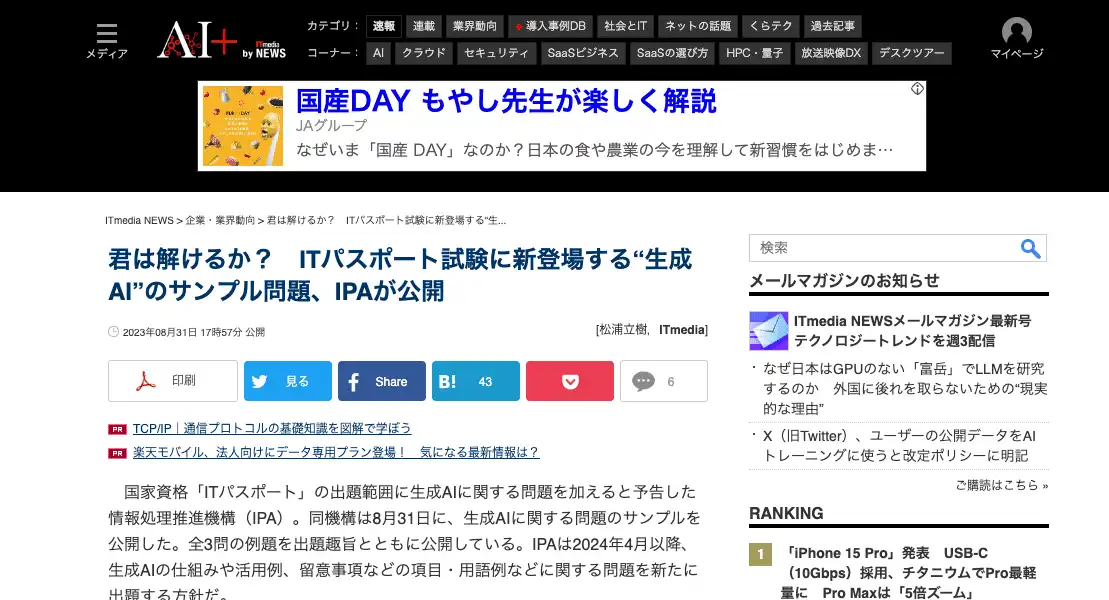 メディア
AI+ by ITmedia NEWS
カテゴリ： 速報 連載 業界動向 導入事例DB 社会とIT ネットの話題 くらテク 過去記事
コーナー： AI クラウド セキュリティ SaaSビジネス SaaSの選び方 HPC・量子 放送映像DX デスクツアー
マイページ
国産DAY もやし先生が楽しく解説
JAグループ
なぜいま「国産 DAY」なのか？日本の食や農業の今を理解して新習慣をはじめま…
ITmedia NEWS > 企業・業界動向 > 君は解けるか？　ITパスポート試験に新登場する“生...
君は解けるか？　ITパスポート試験に新登場する“生成
AI”のサンプル問題、IPAが公開
2023年08月31日 17時57分 公開
[松浦立樹, ITmedia]
印刷 見る Share B! 43 6
PR TCP/IP｜通信プロトコルの基礎知識を図解で学ぼう
PR 楽天モバイル、法人向けにデータ専用プラン登場！　気になる最新情報は？
国家資格「ITパスポート」の出題範囲に生成AIに関する問題を加えると予告した
情報処理推進機構（IPA）。同機構は8月31日に、生成AIに関する問題のサンプルを
公開した。全3問の例題を出題趣旨とともに公開している。IPAは2024年4月以降、
生成AIの仕組みや活用例、留意事項などの項目・用語例などに関する問題を新たに
出題する方針だ。
検索
メールマガジンのお知らせ
ITmedia NEWSメールマガジン最新号
テクノロジートレンドを週3配信
・なぜ日本はGPUのない「富岳」でLLMを研究
するのか　外国に後れを取らないための“現実
的な理由”
・X（旧Twitter）、ユーザーの公開データをAI
トレーニングに使うと改定ポリシーに明記
ご購読はこちら »
RANKING
1 「iPhone 15 Pro」発表　USB-C
（10Gbps）採用、チタニウムでPro最軽
量に　Pro Maxは「5倍ズーム」